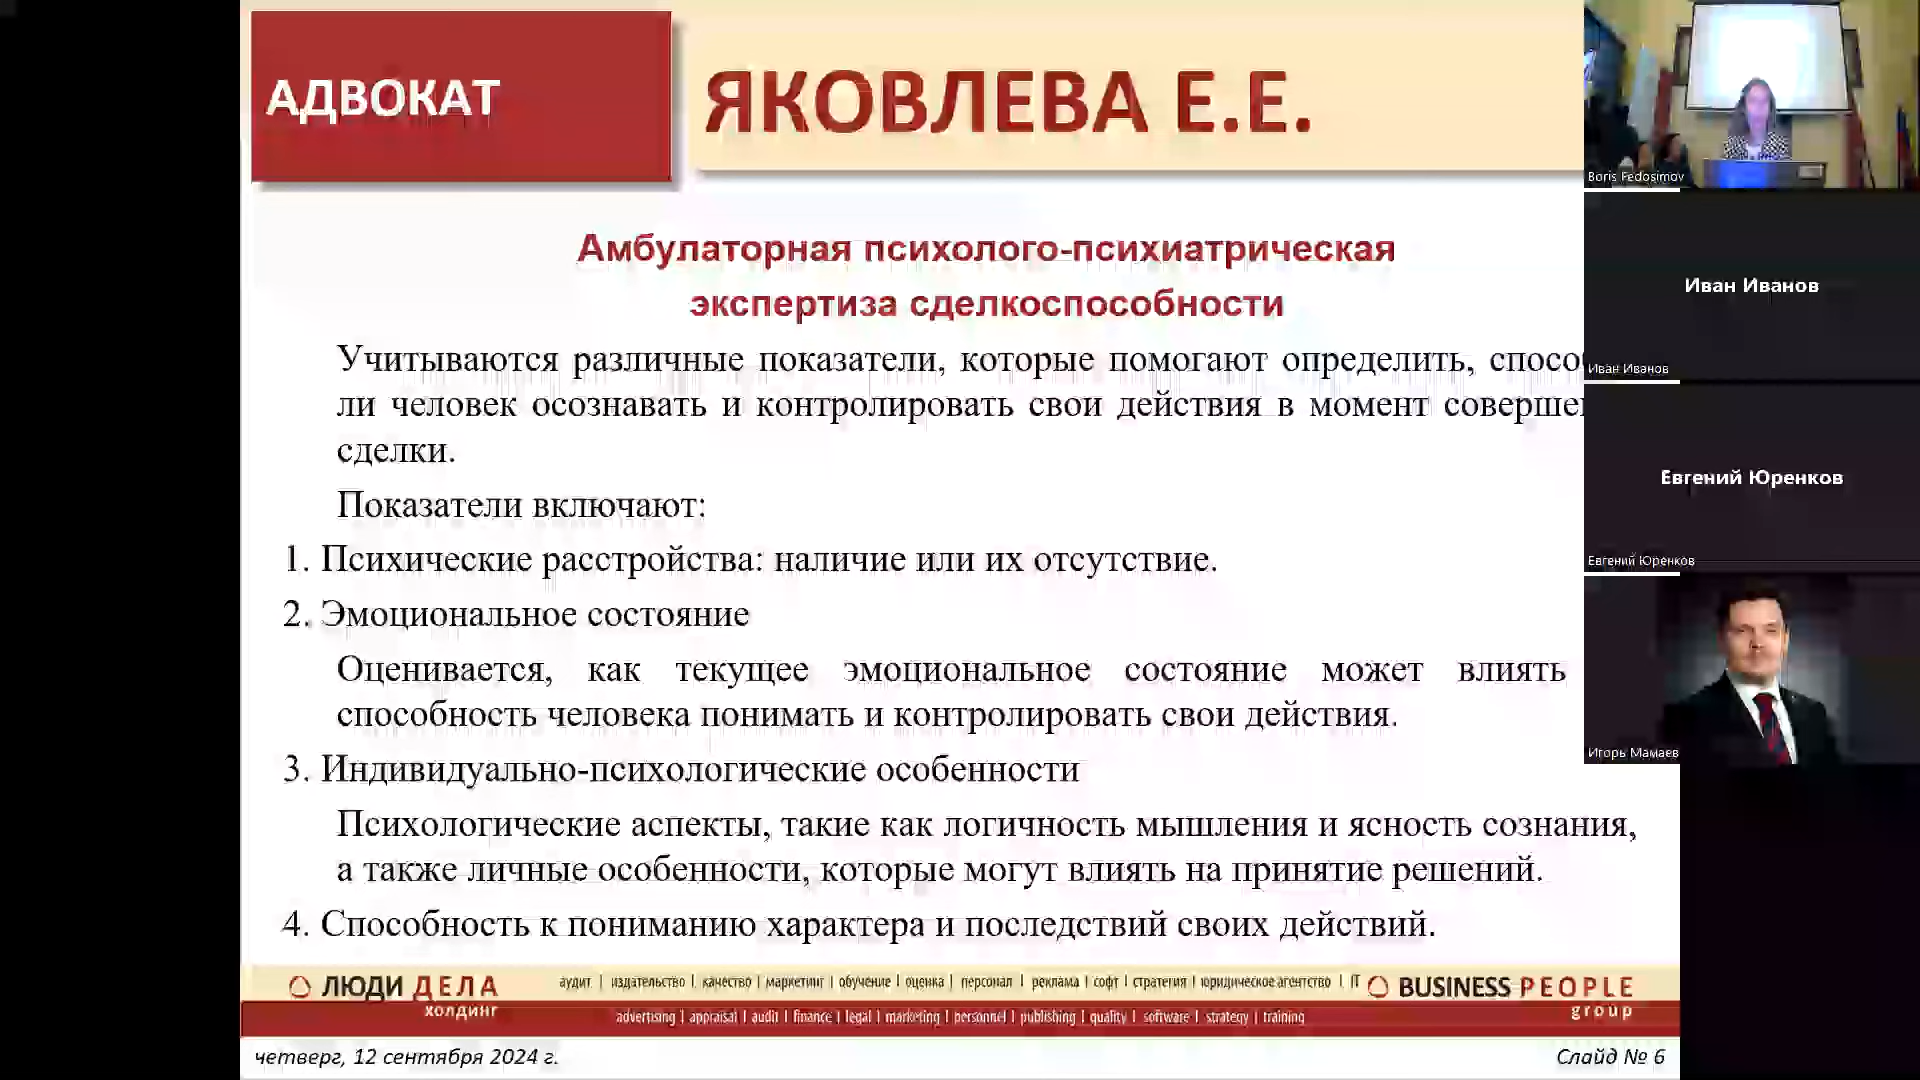 АДВОКАТ
ЯКОВЛЕВА Е.Е.
Амбулаторная психолого-психиатрическая
экспертиза сделкоспособности
Учитываются различные показатели, которые помогают определить, спосо
ли человек осознавать и контролировать свои действия в момент соверше
сделки.
Показатели включают:
1. Психические расстройства: наличие или их отсутствие.
2. Эмоциональное состояние
Оценивается, как текущее эмоциональное состояние может влиять
способность человека понимать и контролировать свои действия.
3. Индивидуально-психологические особенности
Психологические аспекты, такие как логичность мышления и ясность сознания,
а также личные особенности, которые могут влиять на принятие решений.
4. Способность к пониманию характера и последствий своих действий.
ЛЮДИ ДЕЛА
холдинг
аудит | издательство | качество | маркетинг | обучение | оценка | персонал | реклама | софт | стратегия | юридическое агентство | IT
advertising | appraisal | audit | finance | legal | marketing | personnel | publishing | quality | software | strategy | training
BUSINESS PEOPLE
group
четверг, 12 сентября 2024 г.
Слайд № 6
Boris Fedosimov
Иван Иванов
Иван Иванов
Евгений Юренков
Евгений Юренков
Игорь Мамаев